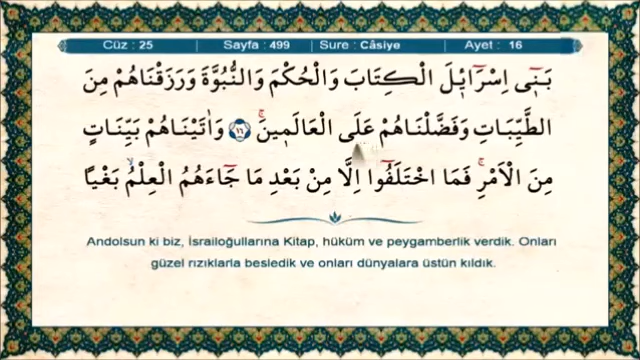 Cüz : 25 | Sayfa : 499 | Sure : Câsiye | Ayet : 16
بَنٖٓى اِسْرَٓائٖلَ الْكِتَابَ وَالْحُكْمَ وَالنُّبُوَّةَ وَرَزَقْنَاهُمْ مِنَ
الطَّيِّبَاتِ وَفَضَّلْنَاهُمْ عَلَى الْعَالَمٖينَۚ ١٦ وَاٰتَيْنَاهُمْ بَيِّنَاتٍ
مِنَ الْاَمْرِۚ فَمَا اخْتَلَفُٓوا اِلَّا مِنْ بَعْدِ مَا جَٓاءَهُمُ الْعِلْمُۙ بَغْيًا
Andolsun ki biz, İsrailoğullarına Kitap, hüküm ve peygamberlik verdik. Onları
güzel rızıklarla besledik ve onları dünyalara üstün kıldık.